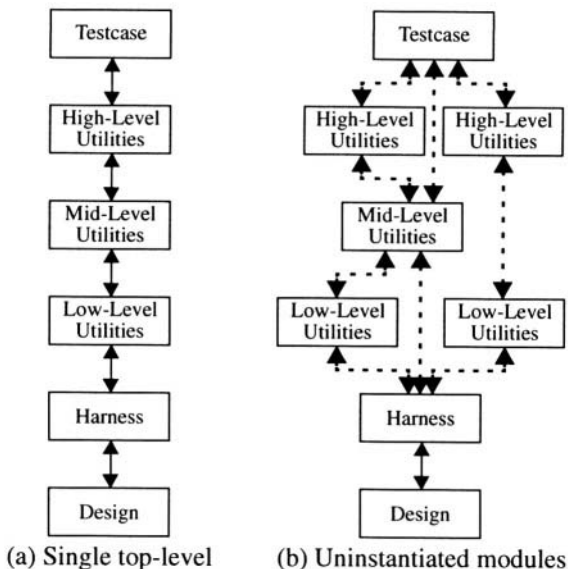 Testcase
High-Level
Utilities
Mid-Level
Utilities
Low-Level
Utilities
Harness
Design
(a) Single top-level
Testcase
High-Level
Utilities
High-Level
Utilities
Mid-Level
Utilities
Low-Level
Utilities
Low-Level
Utilities
Harness
Design
(b) Uninstantiated modules